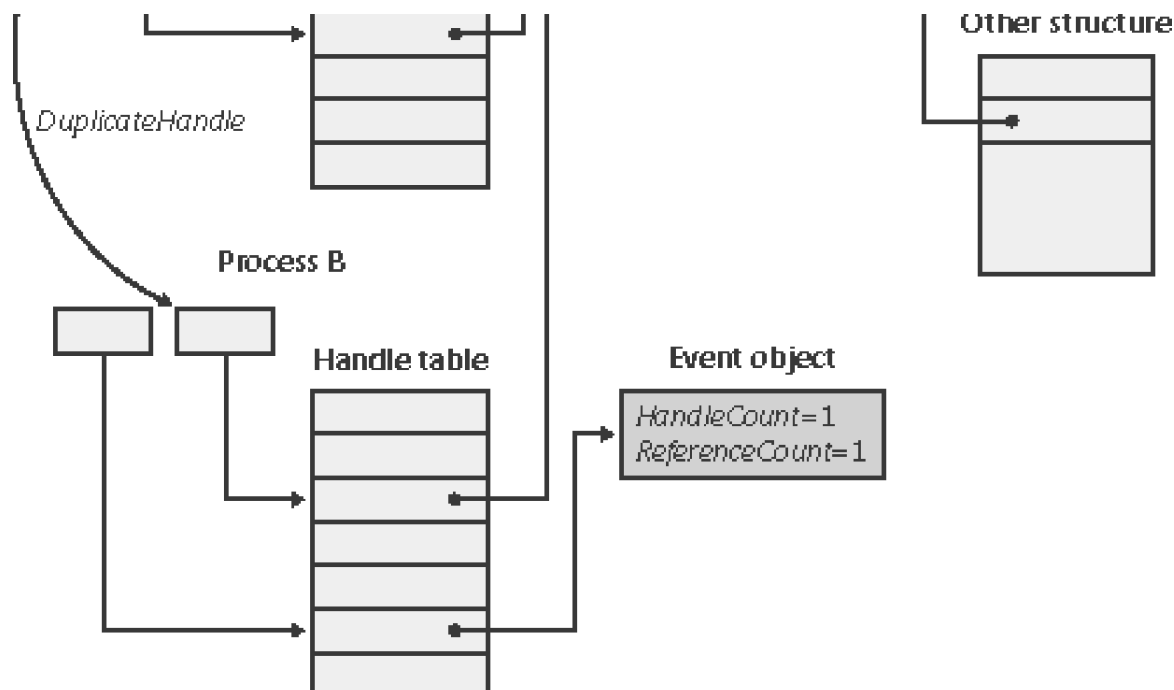 Other structure
DuplicateHandle
Process B
Handle table
Event object
HandleCount=1
ReferenceCount=1